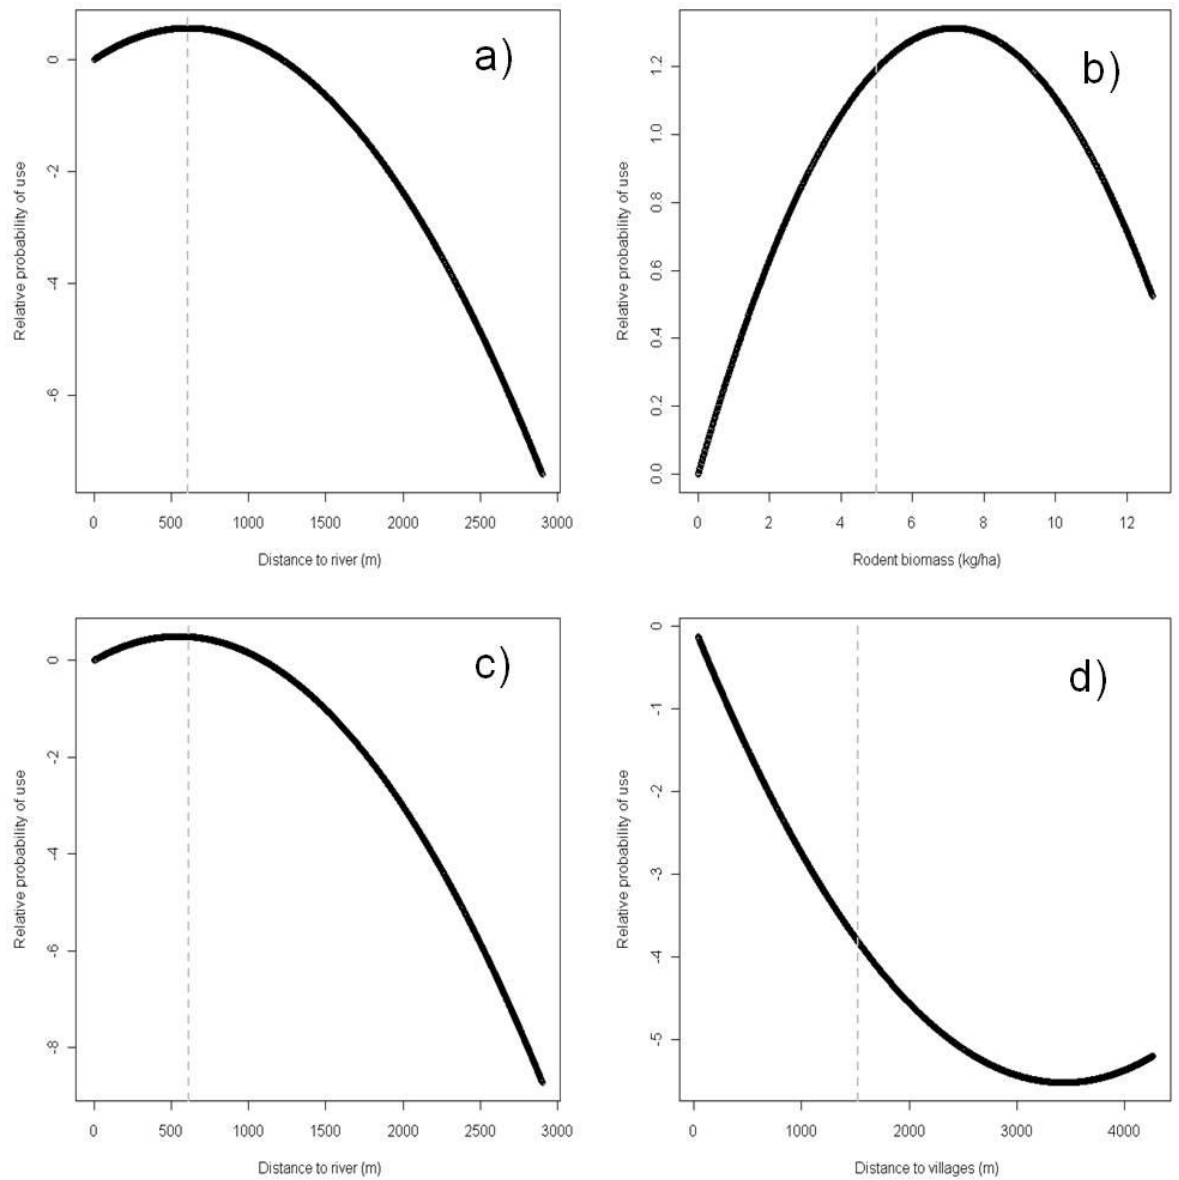 a)
Relative probability of use
0
-2
-4
-6
0 500 1000 1500 2000 2500 3000
Distance to river (m)
b)
Relative probability of use
1.2
1.0
0.8
0.6
0.4
0.2
0.0
0 2 4 6 8 10 12
Rodent biomass (kg/ha)
c)
Relative probability of use
0
-2
-4
-6
-8
0 500 1000 1500 2000 2500 3000
Distance to river (m)
d)
Relative probability of use
0
-1
-2
-3
-4
-5
0 1000 2000 3000 4000
Distance to villages (m)